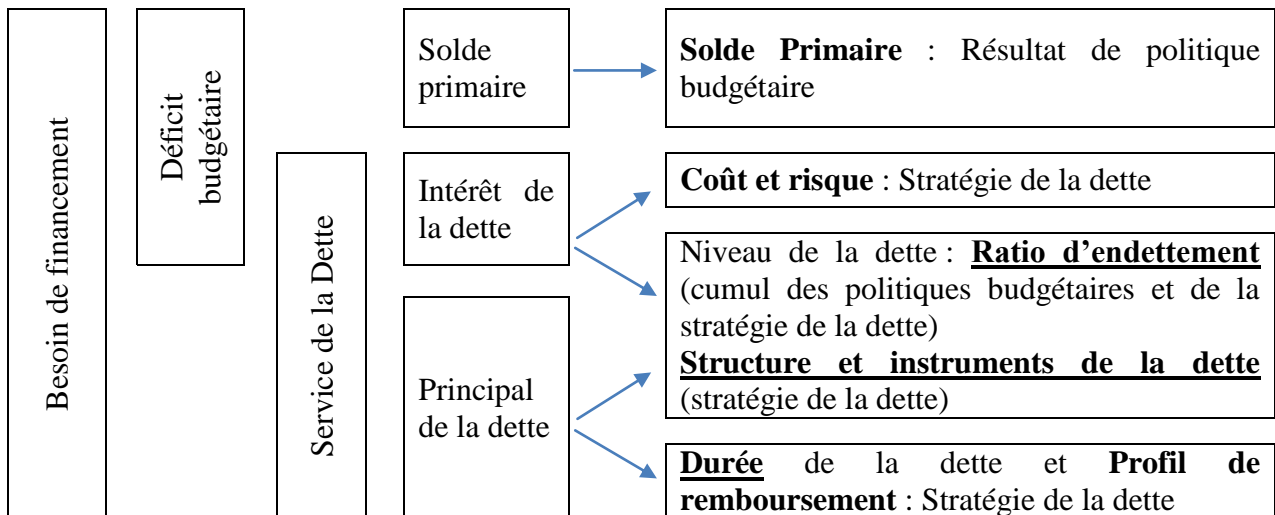 Besoin de financement
Déficit
budgétaire
Service de la Dette
Solde
primaire
Solde Primaire : Résultat de politique
budgétaire
Intérêt de
la dette
Coût et risque : Stratégie de la dette
Niveau de la dette : Ratio d’endettement
(cumul des politiques budgétaires et de la
stratégie de la dette)
Structure et instruments de la dette
(stratégie de la dette)
Principal
de la dette
Durée de la dette et Profil de
remboursement : Stratégie de la dette